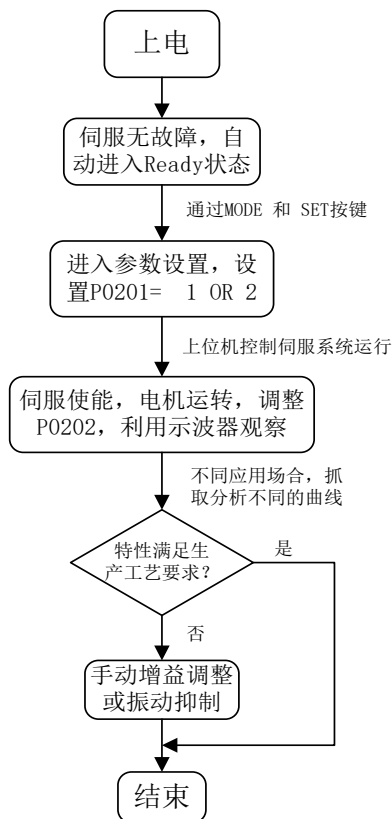 上电
伺服无故障，自
动进入Ready状态
通过MODE 和 SET按键
进入参数设置，设
置P0201= 1 OR 2
上位机控制伺服系统运行
伺服使能，电机运转，调整
P0202，利用示波器观察
不同应用场合，抓
取分析不同的曲线
特性满足生
产工艺要求？
是
否
手动增益调整
或振动抑制
结束